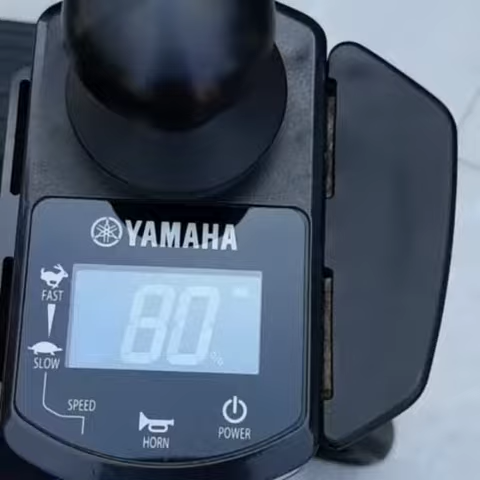 YAMAHA
FAST
80%
SLOW
SPEED
HORN
POWER